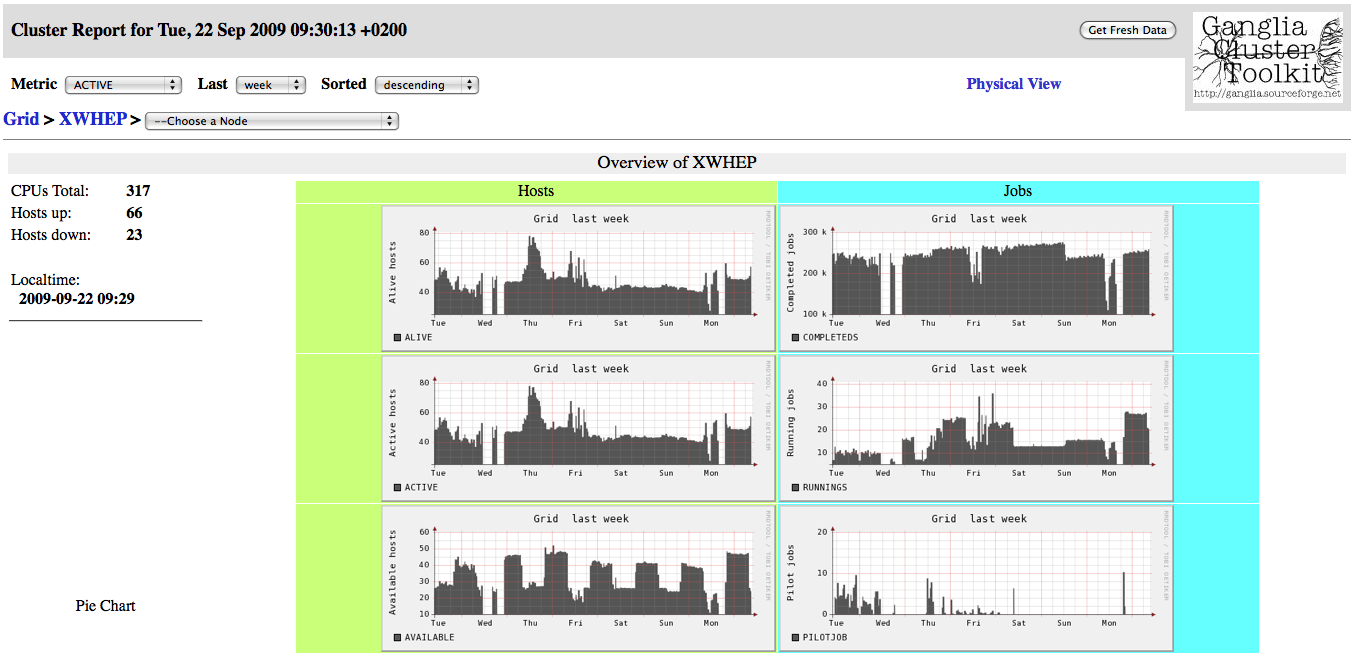 Cluster Report for Tue, 22 Sep 2009 09:30:13 +0200
Get Fresh Data
Ganglia
Cluster
Toolkit
http://ganglia.sourceforge.net
Metric ACTIVE Last week Sorted descending
Physical View
Grid > XWHEP > --Choose a Node
Overview of XWHEP
CPUs Total: 317
Hosts up: 66
Hosts down: 23
Localtime:
2009-09-22 09:29
Pie Chart
Hosts
Grid last week
RRDTOOL / TOBI OETIKER
Alive hosts
80
60
40
Tue Wed Thu Fri Sat Sun Mon
ALIVE
Grid last week
RRDTOOL / TOBI OETIKER
Active hosts
80
60
40
Tue Wed Thu Fri Sat Sun Mon
ACTIVE
Grid last week
RRDTOOL / TOBI OETIKER
Available hosts
60
50
40
30
20
10
Tue Wed Thu Fri Sat Sun Mon
AVAILABLE
Jobs
Grid last week
RRDTOOL / TOBI OETIKER
Completed jobs
300 k
200 k
100 k
Tue Wed Thu Fri Sat Sun Mon
COMPLETEDS
Grid last week
RRDTOOL / TOBI OETIKER
Running jobs
40
30
20
10
Tue Wed Thu Fri Sat Sun Mon
RUNNINGS
Grid last week
RRDTOOL / TOBI OETIKER
Pilot jobs
20
10
0
Tue Wed Thu Fri Sat Sun Mon
PILOTJOB